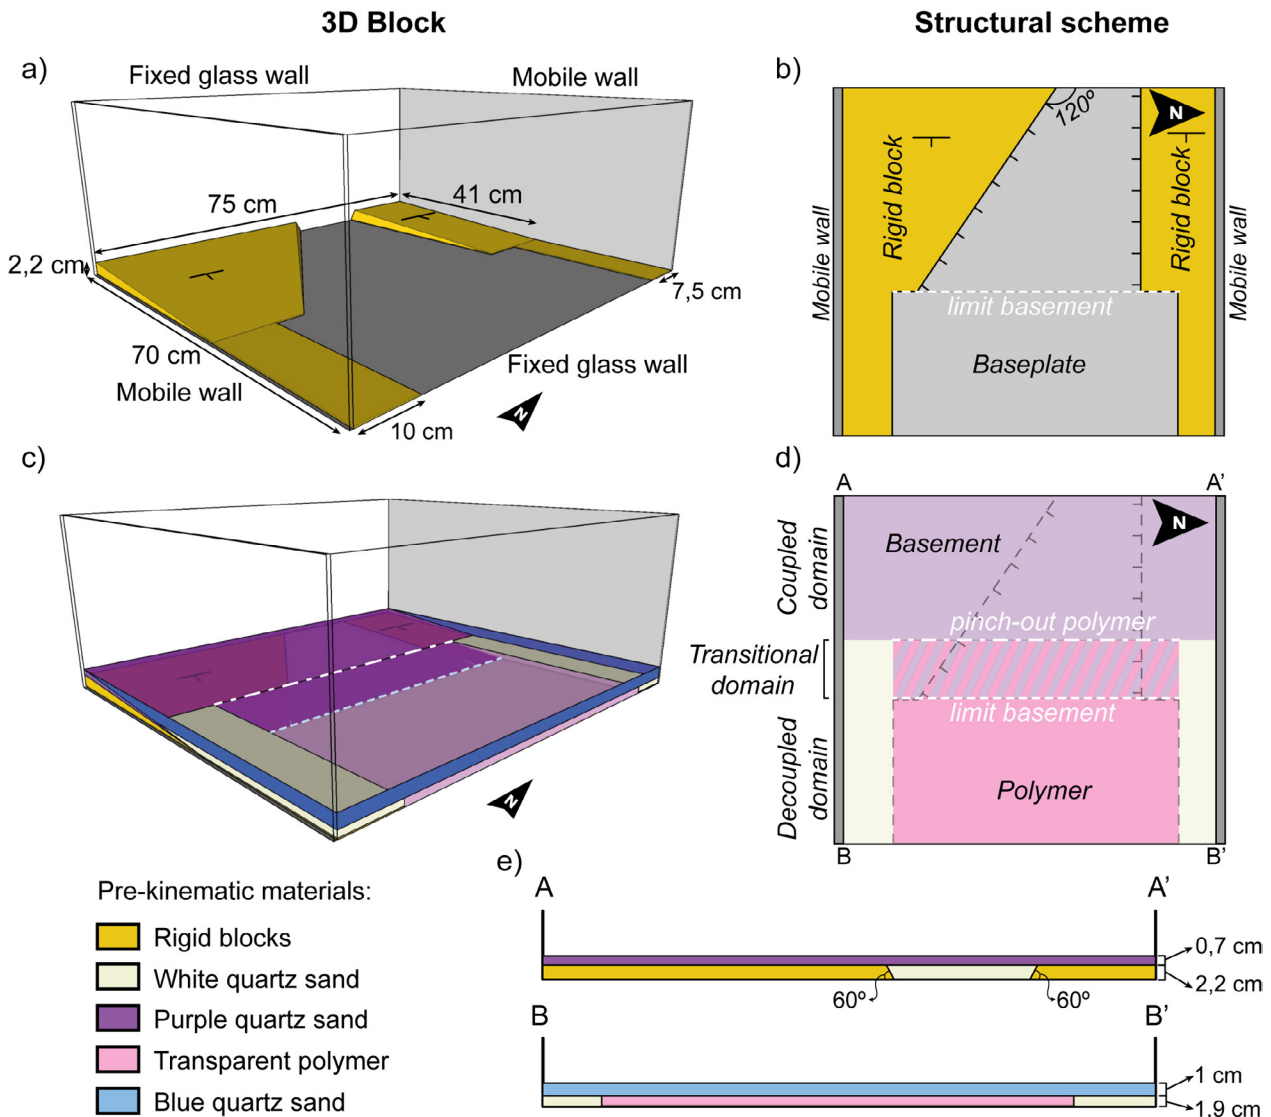 3D Block
Structural scheme
a)
Fixed glass wall
Mobile wall
75 cm
41 cm
2,2 cm
7,5 cm
70 cm
Mobile wall
Fixed glass wall
10 cm
N
b)
120º
N
Rigid block
Rigid block
Mobile wall
Mobile wall
limit basement
Baseplate
c)
N
d)
A
A'
N
Coupled
domain
Basement
pinch-out polymer
Transitional
domain
limit basement
Decoupled
domain
Polymer
B
B'
Pre-kinematic materials:
Rigid blocks
White quartz sand
Purple quartz sand
Transparent polymer
Blue quartz sand
e)
A
A'
0,7 cm
2,2 cm
60º
60º
B
B'
1 cm
1.9 cm